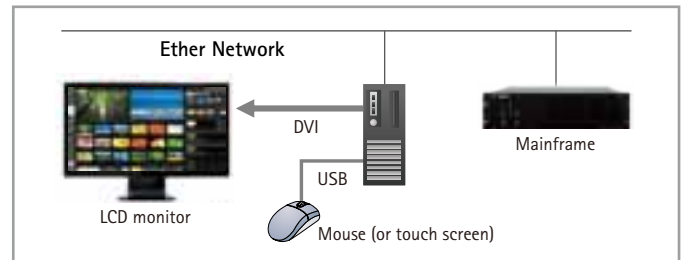 Ether Network
DVI
Mainframe
USB
LCD monitor
Mouse (or touch screen)